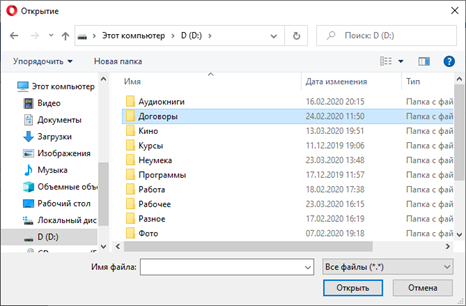 Открытие
Этот компьютер > D (D:)
Поиск: D (D:)
Упорядочить
Новая папка
Этот компьютер
Видео
Документы
Загрузки
Изображения
Музыка
Объемные объ
Рабочий стол
Локальный дис
D (D:)
Имя
Дата изменения
Тип
Аудиокниги 16.02.2020 20:15 Папка с фай
Договоры 24.02.2020 11:50 Папка с фай
Кино 13.03.2020 19:51 Папка с фай
Курсы 11.12.2019 19:06 Папка с фай
Неумека 23.03.2020 13:48 Папка с фай
Программы 17.12.2019 11:57 Папка с фай
Работа 18.02.2020 17:38 Папка с фай
Рабочее 23.03.2020 16:15 Папка с фай
Разное 17.02.2020 16:19 Папка с фай
Фото 07.02.2020 19:18 Папка с фай
Имя файла:
Все файлы (*.*)
Открыть
Отмена